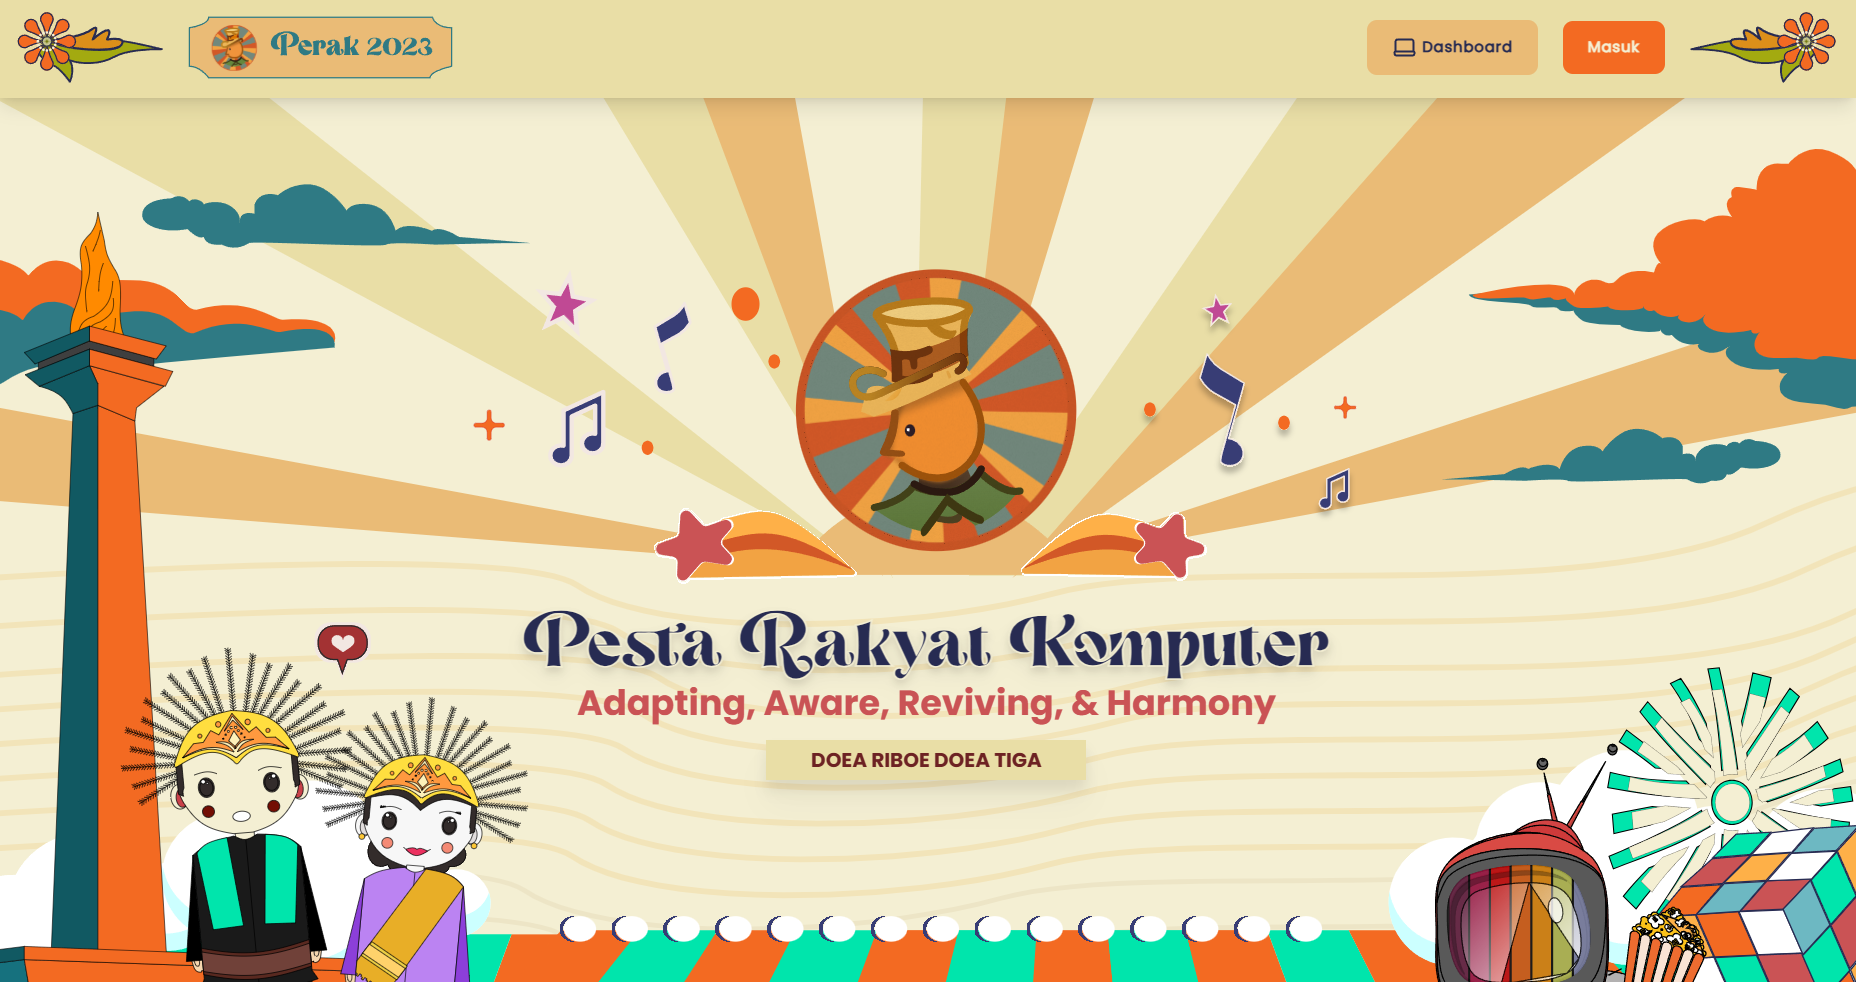 Perak 2023
Dashboard
Masuk
Pesta Rakyat Komputer
Adapting, Aware, Reviving, & Harmony
DOEA RIBOE DOEA TIGA